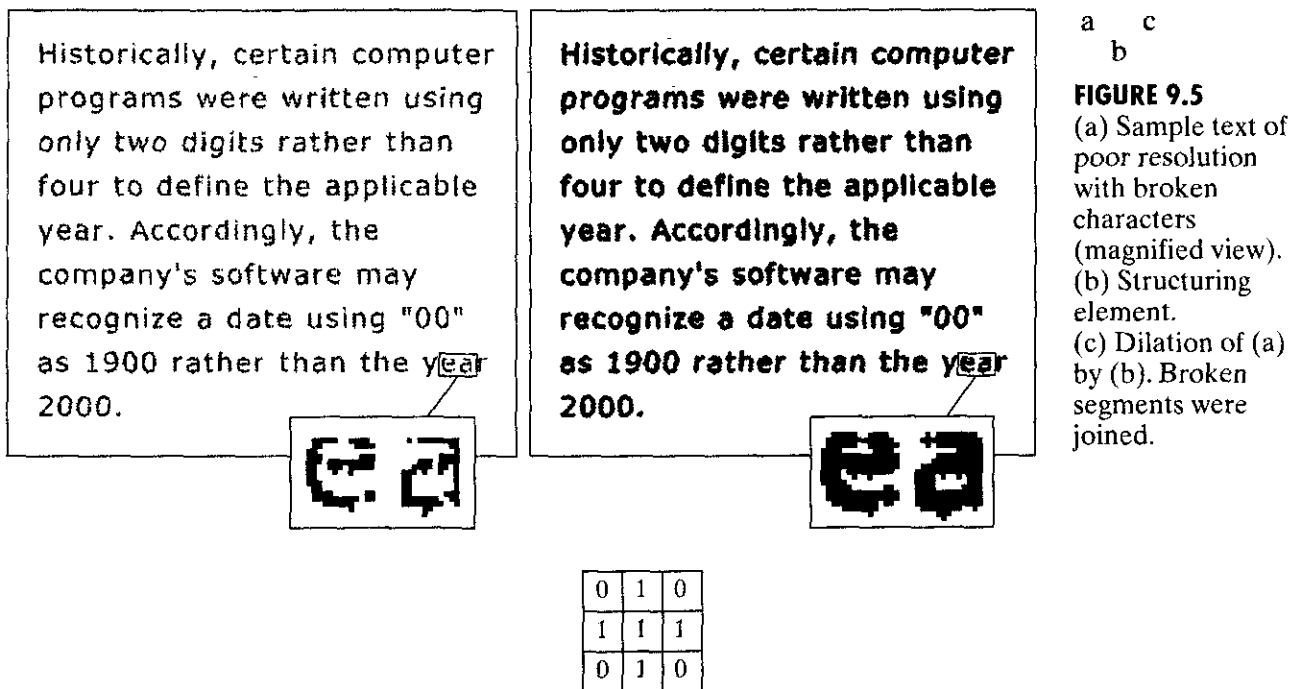 Historically, certain computer
programs were written using
only two digits rather than
four to define the applicable
year. Accordingly, the
company's software may
recognize a date using "00"
as 1900 rather than the year
2000.
ea
Historically, certain computer
programs were written using
only two digits rather than
four to define the applicable
year. Accordingly, the
company's software may
recognize a date using "00"
as 1900 rather than the year
2000.
ea
a c
b
FIGURE 9.5
(a) Sample text of
poor resolution
with broken
characters
(magnified view).
(b) Structuring
element.
(c) Dilation of (a)
by (b). Broken
segments were
joined.
0 1 0
1 1 1
0 1 0